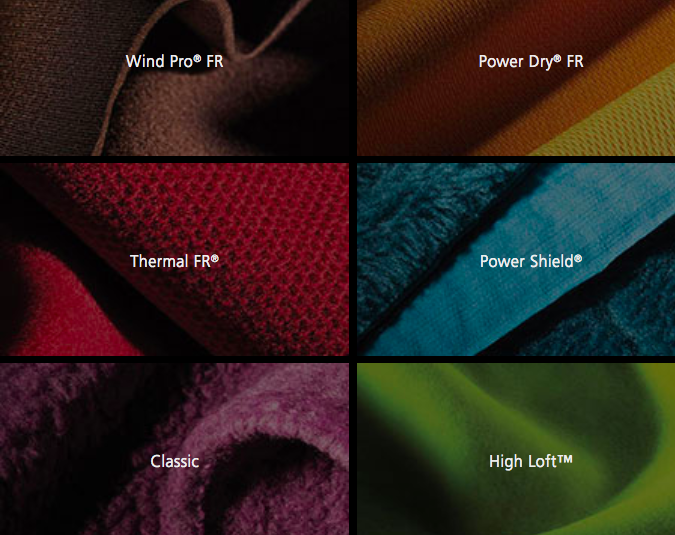 Wind Pro® FR
Power Dry® FR
Thermal FR®
Power Shield®
Classic
High Loft™